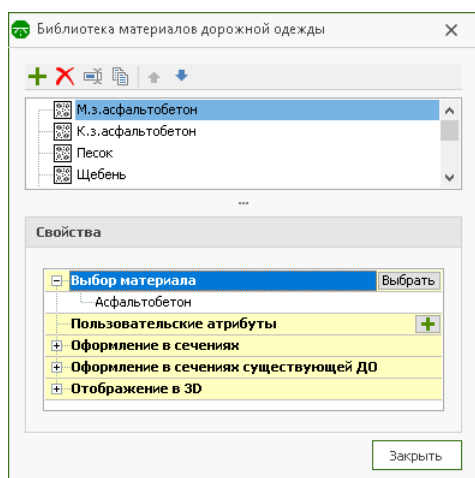 Библиотека материалов дорожной одежды
М.з.асфальтобетон
К.з.асфальтобетон
Песок
Щебень
...
Свойства
Выбор материала Выбрать
Асфальтобетон
Пользовательские атрибуты
Оформление в сечениях
Оформление в сечениях существующей ДО
Отображение в 3D
Закрыть